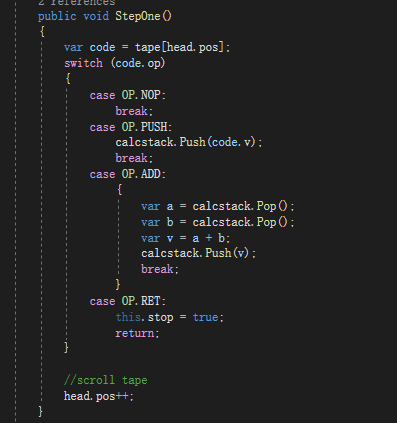 2 references
public void StepOne()
{
var code = tape[head.pos];
switch (code.op)
{
case OP.NOP:
break;
case OP.PUSH:
calcstack.Push(code.v);
break;
case OP.ADD:
{
var a = calcstack.Pop();
var b = calcstack.Pop();
var v = a + b;
calcstack.Push(v);
break;
}
case OP.RET:
this.stop = true;
return;
}
//scroll tape
head.pos++;
}